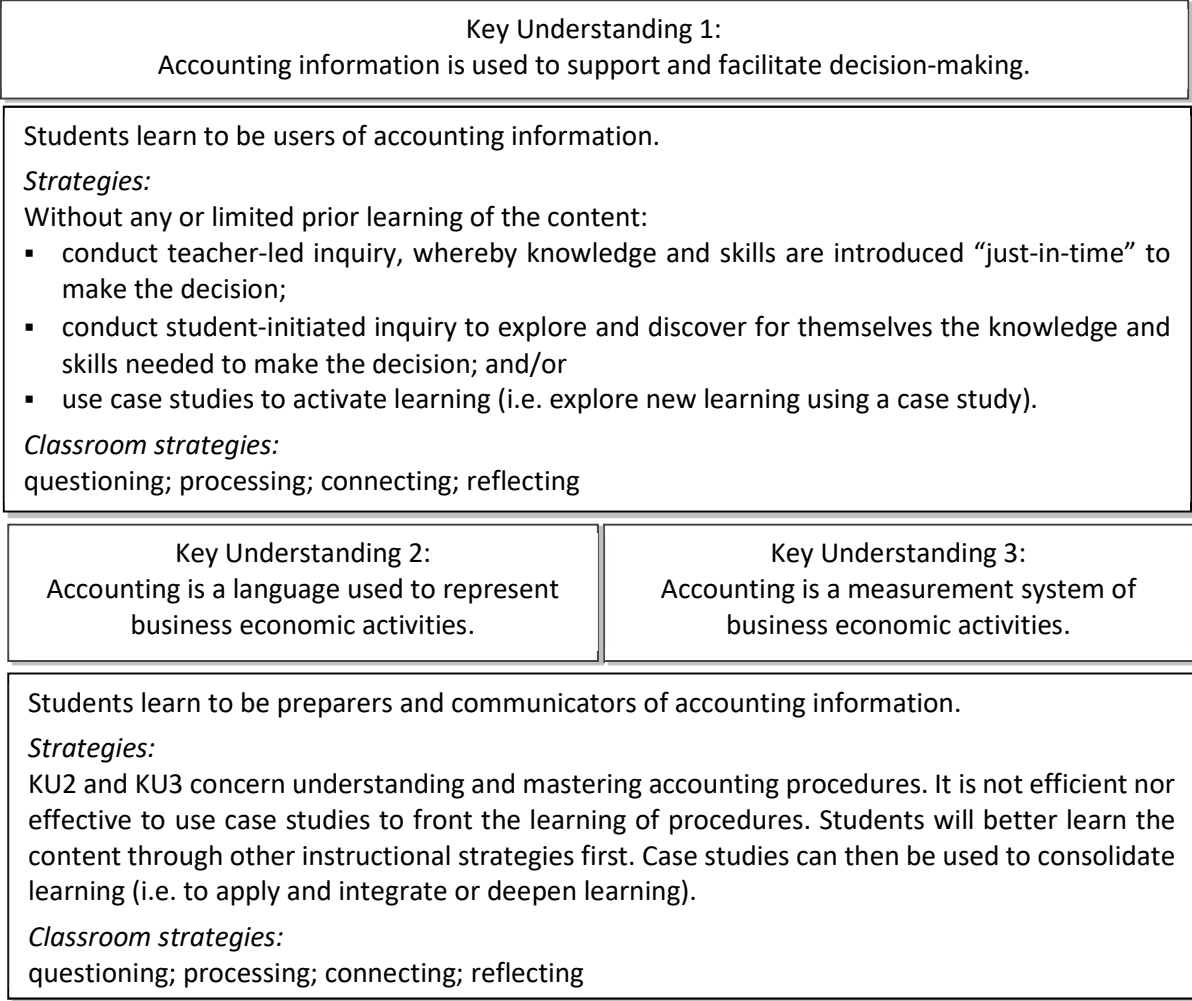 Key Understanding 1:
Accounting information is used to support and facilitate decision-making.
Students learn to be users of accounting information.
Strategies:
Without any or limited prior learning of the content:
▪ conduct teacher-led inquiry, whereby knowledge and skills are introduced “just-in-time” to
make the decision;
▪ conduct student-initiated inquiry to explore and discover for themselves the knowledge and
skills needed to make the decision; and/or
▪ use case studies to activate learning (i.e. explore new learning using a case study).
Classroom strategies:
questioning; processing; connecting; reflecting
Key Understanding 2:
Accounting is a language used to represent
business economic activities.
Key Understanding 3:
Accounting is a measurement system of
business economic activities.
Students learn to be preparers and communicators of accounting information.
Strategies:
KU2 and KU3 concern understanding and mastering accounting procedures. It is not efficient nor
effective to use case studies to front the learning of procedures. Students will better learn the
content through other instructional strategies first. Case studies can then be used to consolidate
learning (i.e. to apply and integrate or deepen learning).
Classroom strategies:
questioning; processing; connecting; reflecting